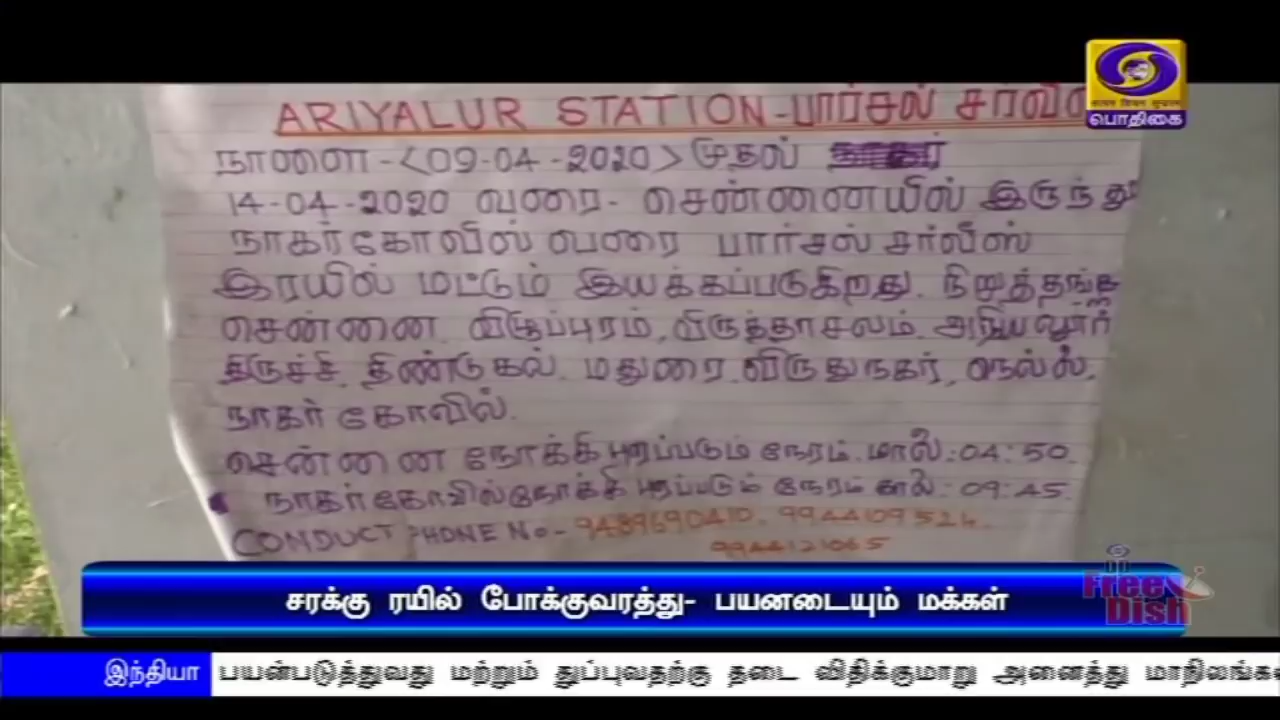 ARIYALUR STATION - பார்சல் சர்வீஸ்
பொதிகை
நாளை - <09-04-2020> முதல்
14-04-2020 வரை - சென்னையில் இருந்து
நாகர்கோவில் வரை பார்சல் சர்வீஸ்
இரயில் மட்டும் இயக்கப்படுகிறது. நிறுத்தங்கள்
சென்னை. விழுப்புரம், விருத்தாசலம். அரியலூர்
திருச்சி, திண்டுகல். மதுரை. விருதுநகர், நெல்லை.
நாகர்கோவில்.
சென்னை நோக்கி புறப்படும் நேரம். மாலை: 04:50.
நாகர்கோவில் நோக்கி புறப்படும் நேரம் காலை: 09:45.
CONDUCT PHONE No - 9489690410, 9944109524.
9944121065
சரக்கு ரயில் போக்குவரத்து- பயனடையும் மக்கள்
Free Dish
இந்தியா பயன்படுத்துவது மற்றும் துப்புவதற்கு தடை விதிக்குமாறு அனைத்து மாநிலங்க